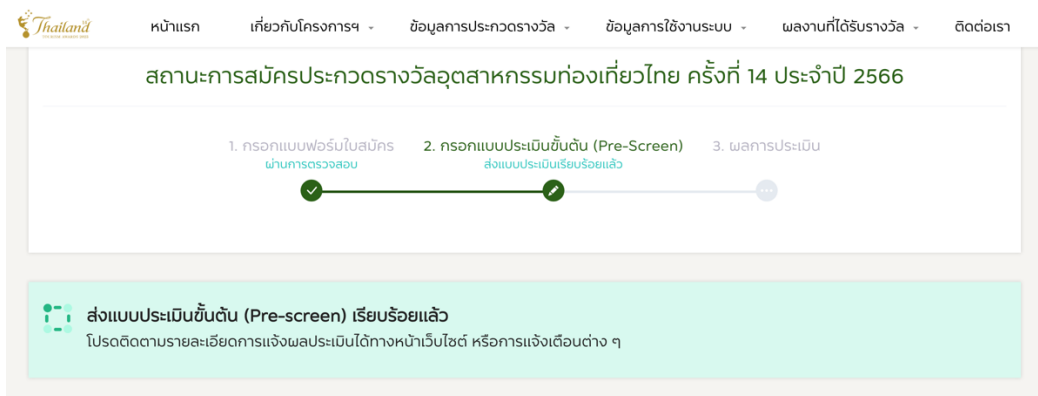 Thailand
หน้าแรก
เกี่ยวกับโครงการฯ
ข้อมูลการประกวดรางวัล
ข้อมูลการใช้งานระบบ
ผลงานที่ได้รับรางวัล
ติดต่อเรา
สถานะการสมัครประกวดรางวัลอุตสาหกรรมท่องเที่ยวไทย ครั้งที่ 14 ประจำปี 2566
1. กรอกแบบฟอร์มใบสมัคร
ผ่านการตรวจสอบ
2. กรอกแบบประเมินขั้นต้น (Pre-Screen)
ส่งแบบประเมินเรียบร้อยแล้ว
3. ผลการประเมิน
ส่งแบบประเมินขั้นต้น (Pre-screen) เรียบร้อยแล้ว
โปรดติดตามรายละเอียดการแจ้งผลประเมินได้ทางหน้าเว็บไซต์ หรือการแจ้งเตือนต่าง ๆ